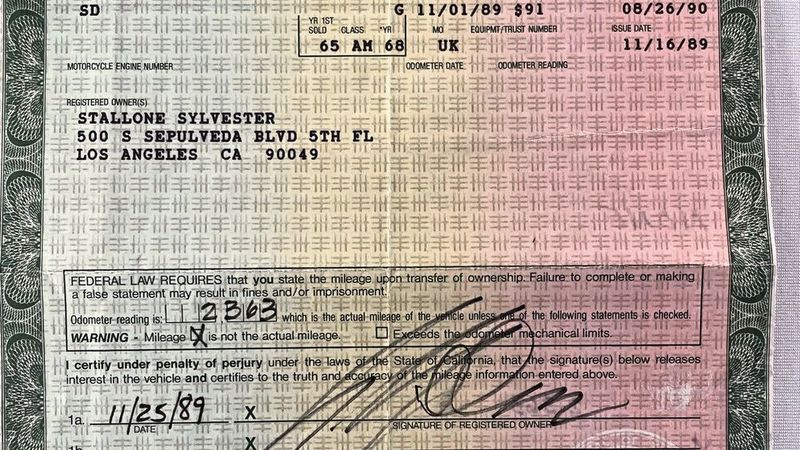 SD G 11/01/89 $91 08/26/90
YR 1ST SOLD CLASS YR MO EQUIPMT/TRUST NUMBER ISSUE DATE
65 AM 68 UK 11/16/89
MOTORCYCLE ENGINE NUMBER ODOMETER DATE ODOMETER READING
REGISTERED OWNER(S)
STALLONE SYLVESTER
500 S SEPULVEDA BLVD 5TH FL
LOS ANGELES CA 90049
FEDERAL LAW REQUIRES that you state the mileage upon transfer of ownership. Failure to complete or making
a false statement may result in fines and/or imprisonment.
Odometer reading is: 2363 which is the actual mileage of the vehicle unless one of the following statements is checked.
WARNING - Mileage X is not the actual mileage. Exceeds the odometer mechanical limits.
I certify under penalty of perjury under the laws of the State of California, that the signature(s) below releases
interest in the vehicle and certifies to the truth and accuracy of the mileage information entered above.
1a. 11/25/89 X
DATE SIGNATURE OF REGISTERED OWNER
1b. X